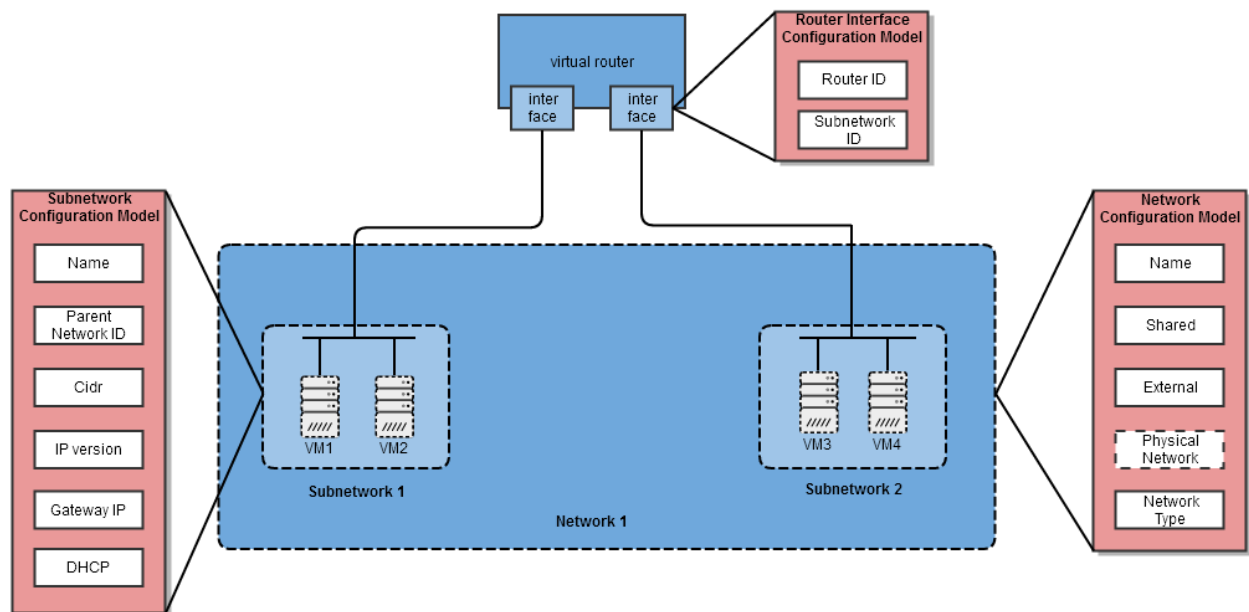 virtual router
inter
face
inter
face
Router Interface
Configuration Model
Router ID
Subnetwork
ID
Subnetwork
Configuration Model
Name
Parent
Network ID
Cidr
IP version
Gateway IP
DHCP
VM1
VM2
Subnetwork 1
VM3
VM4
Subnetwork 2
Network 1
Network
Configuration Model
Name
Shared
External
Physical
Network
Network
Type